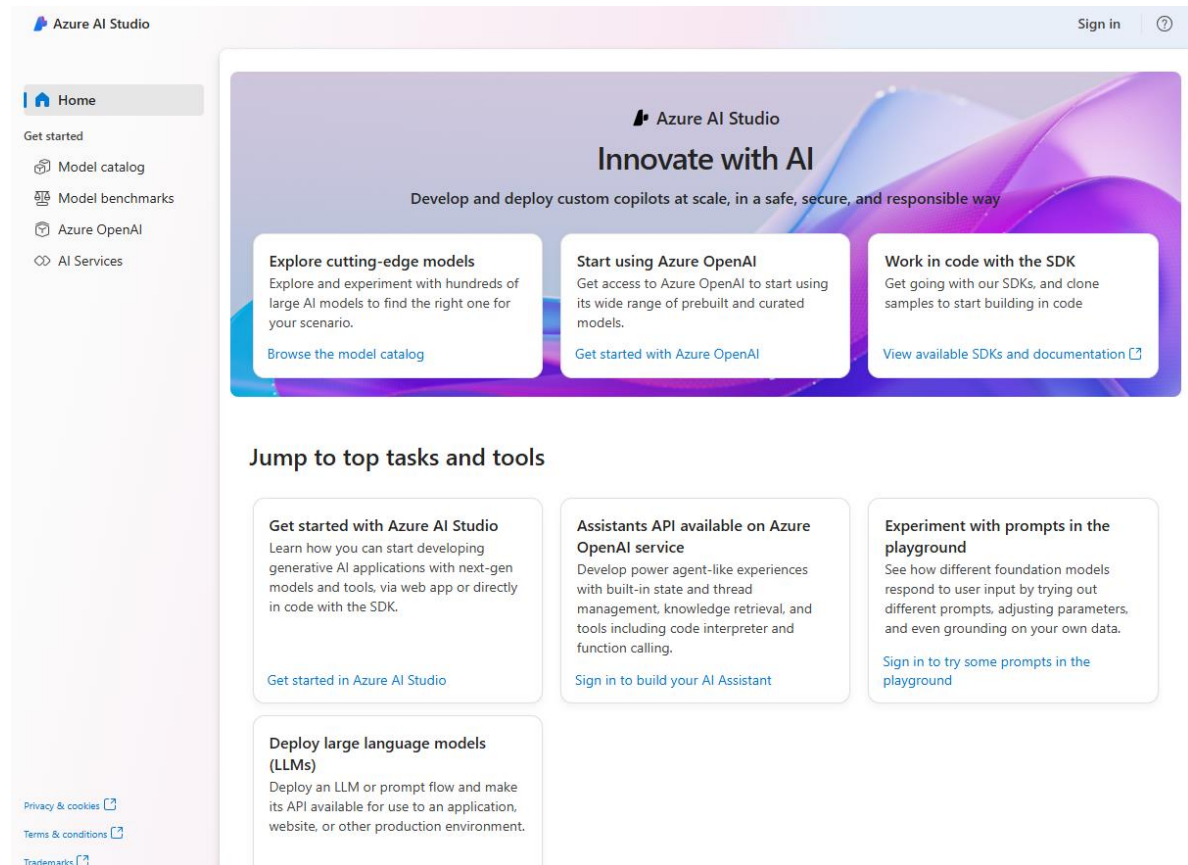 Azure AI Studio
Sign in
Home
Get started
Model catalog
Model benchmarks
Azure OpenAI
AI Services
Privacy & cookies
Terms & conditions
Trademarks
Azure AI Studio
Innovate with AI
Develop and deploy custom copilots at scale, in a safe, secure, and responsible way
Explore cutting-edge models
Explore and experiment with hundreds of
large AI models to find the right one for
your scenario.
Browse the model catalog
Start using Azure OpenAI
Get access to Azure OpenAI to start using
its wide range of prebuilt and curated
models.
Get started with Azure OpenAI
Work in code with the SDK
Get going with our SDKs, and clone
samples to start building in code
View available SDKs and documentation
Jump to top tasks and tools
Get started with Azure AI Studio
Learn how you can start developing
generative AI applications with next-gen
models and tools, via web app or directly
in code with the SDK.
Get started in Azure AI Studio
Assistants API available on Azure
OpenAI service
Develop power agent-like experiences
with built-in state and thread
management, knowledge retrieval, and
tools including code interpreter and
function calling.
Sign in to build your AI Assistant
Experiment with prompts in the
playground
See how different foundation models
respond to user input by trying out
different prompts, adjusting parameters,
and even grounding on your own data.
Sign in to try some prompts in the
playground
Deploy large language models
(LLMs)
Deploy an LLM or prompt flow and make
its API available for use to an application,
website, or other production environment.